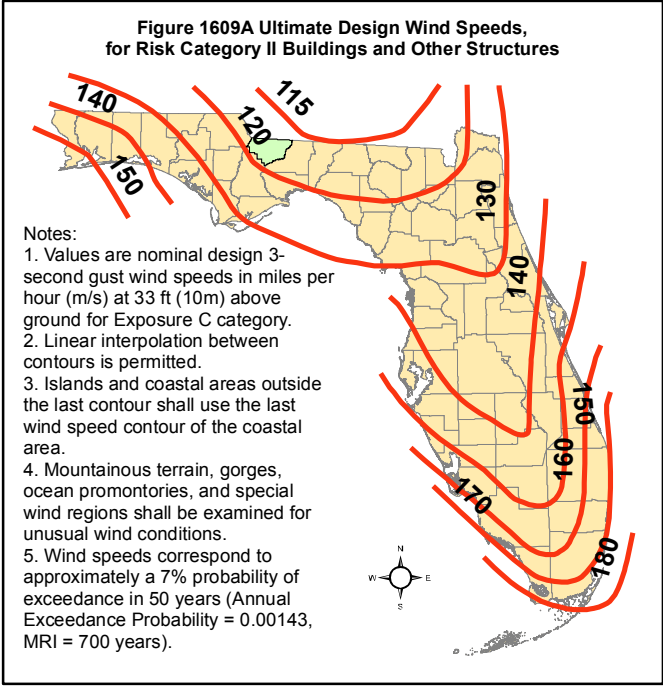 Figure 1609A Ultimate Design Wind Speeds,
for Risk Category II Buildings and Other Structures
115
140
120
150
130
140
150
160
170
180
Notes:
1. Values are nominal design 3-
second gust wind speeds in miles per
hour (m/s) at 33 ft (10m) above
ground for Exposure C category.
2. Linear interpolation between
contours is permitted.
3. Islands and coastal areas outside
the last contour shall use the last
wind speed contour of the coastal
area.
4. Mountainous terrain, gorges,
ocean promontories, and special
wind regions shall be examined for
unusual wind conditions.
5. Wind speeds correspond to
approximately a 7% probability of
exceedance in 50 years (Annual
Exceedance Probability = 0.00143,
MRI = 700 years).
N
W E
S